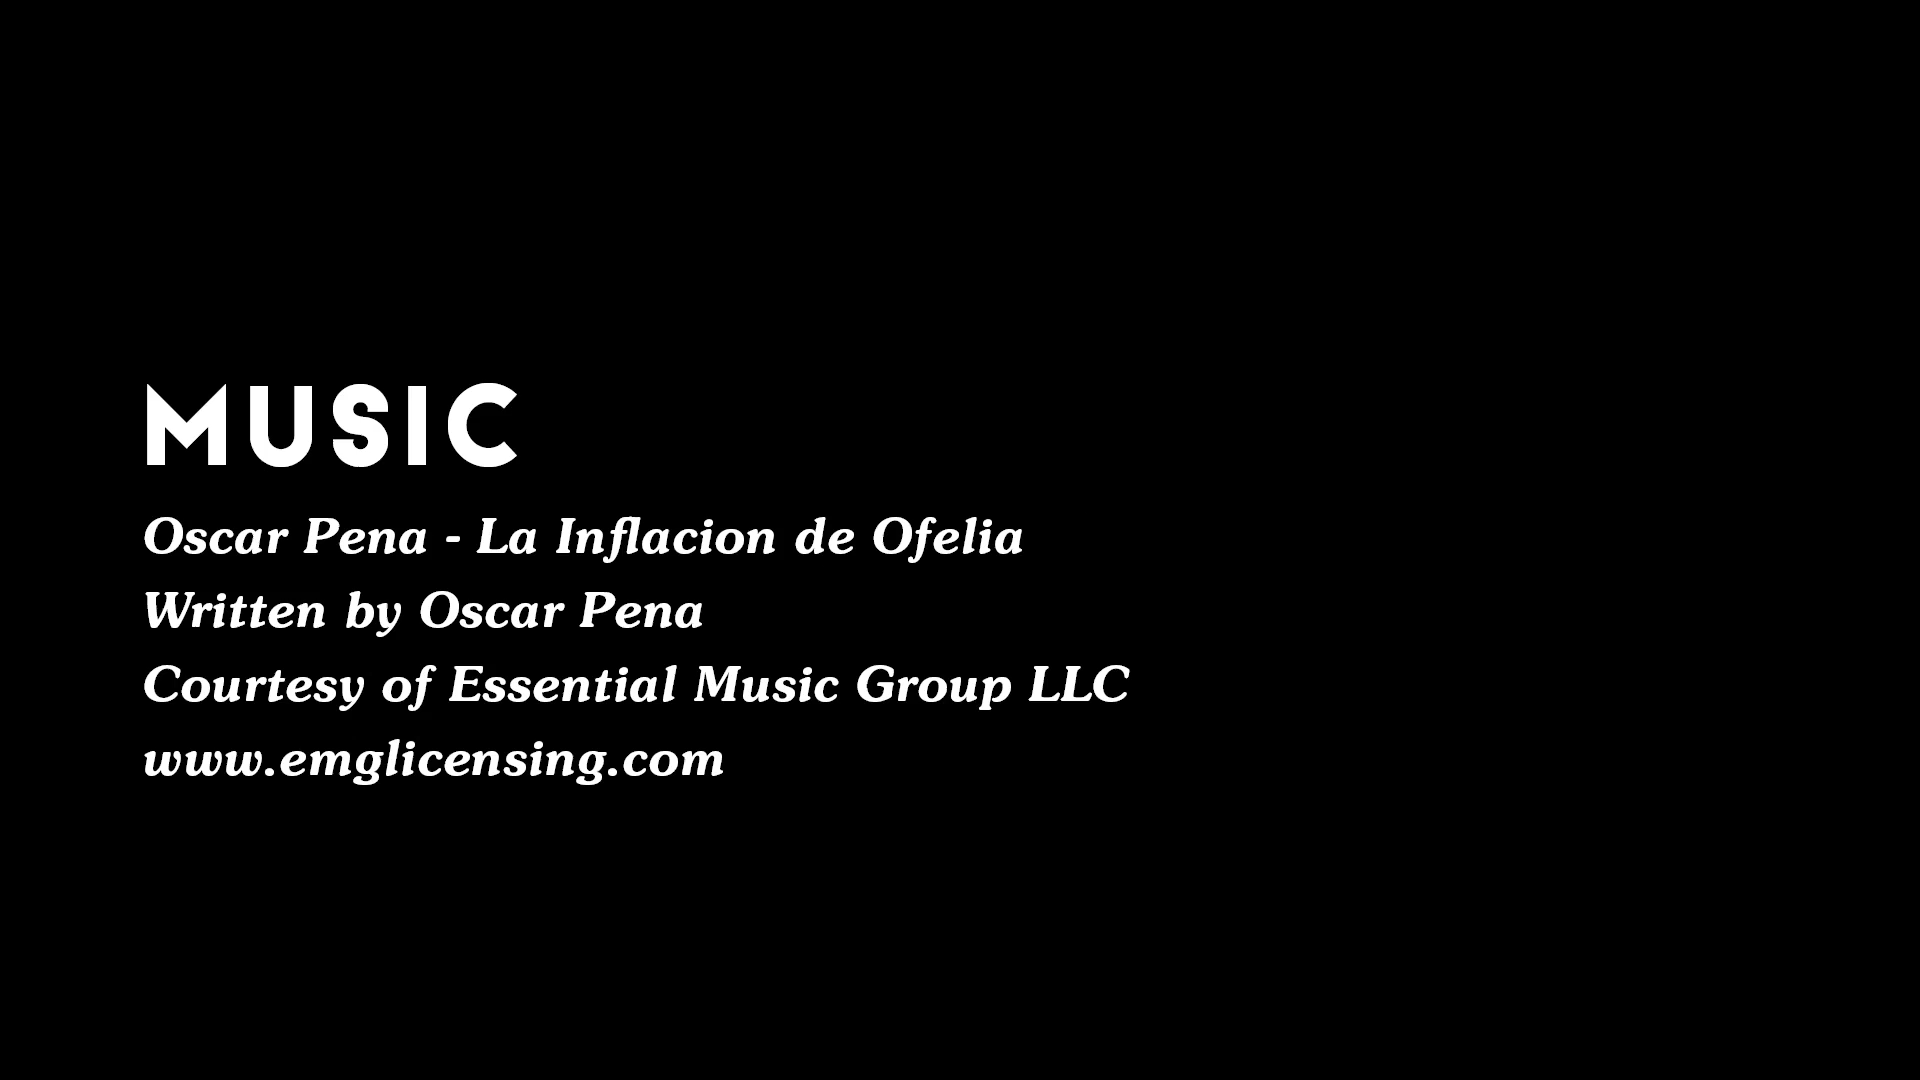 MUSIC
Oscar Pena - La Inflacion de Ofelia
Written by Oscar Pena
Courtesy of Essential Music Group LLC
www.emglicensing.com